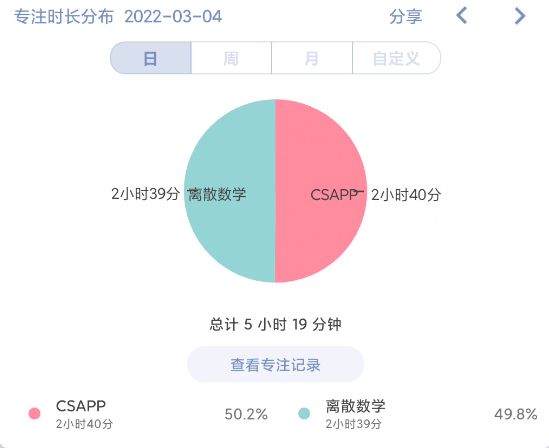 专注时长分布 2022-03-04 分享
日 周 月 自定义
2小时39分 离散数学 CSAPP 2小时40分
总计 5 小时 19 分钟
查看专注记录
CSAPP 50.2% 离散数学 49.8%
2小时40分 2小时39分